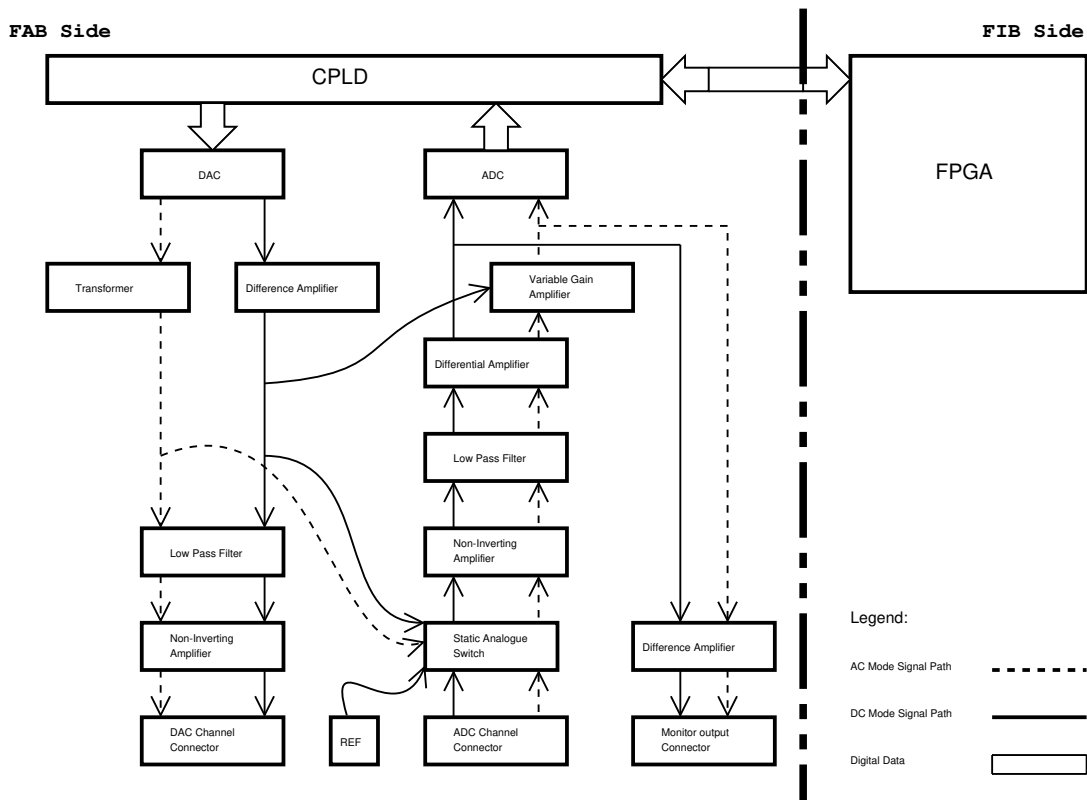 FAB Side
FIB Side
CPLD
FPGA
DAC
ADC
Transformer
Difference Amplifier
Variable Gain
Amplifier
Differential Amplifier
Low Pass Filter
Low Pass Filter
Non-Inverting
Amplifier
Non-Inverting
Amplifier
Static Analogue
Switch
Difference Amplifier
DAC Channel
Connector
REF
ADC Channel
Connector
Monitor output
Connector
Legend:
AC Mode Signal Path
DC Mode Signal Path
Digital Data